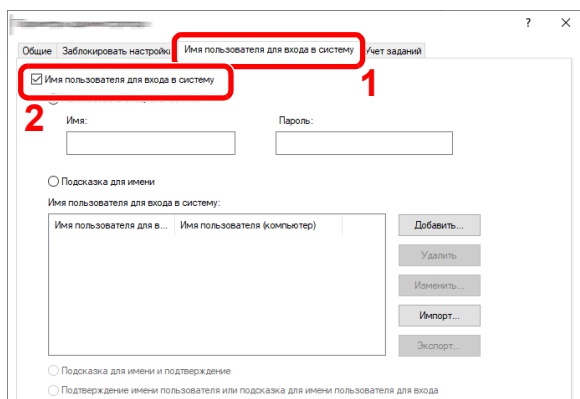 ? ×
Общие Заблокировать настройки Имя пользователя для входа в систему Учет заданий
1
Имя пользователя для входа в систему
2
Имя: Пароль:
Подсказка для имени
Имя пользователя для входа в систему:
Имя пользователя для в... Имя пользователя (компьютер) Добавить...
Удалить
Изменить...
Импорт...
Экспорт...
Подсказка для имени и подтверждение
Подтверждение имени пользователя или подсказка для имени пользователя для входа